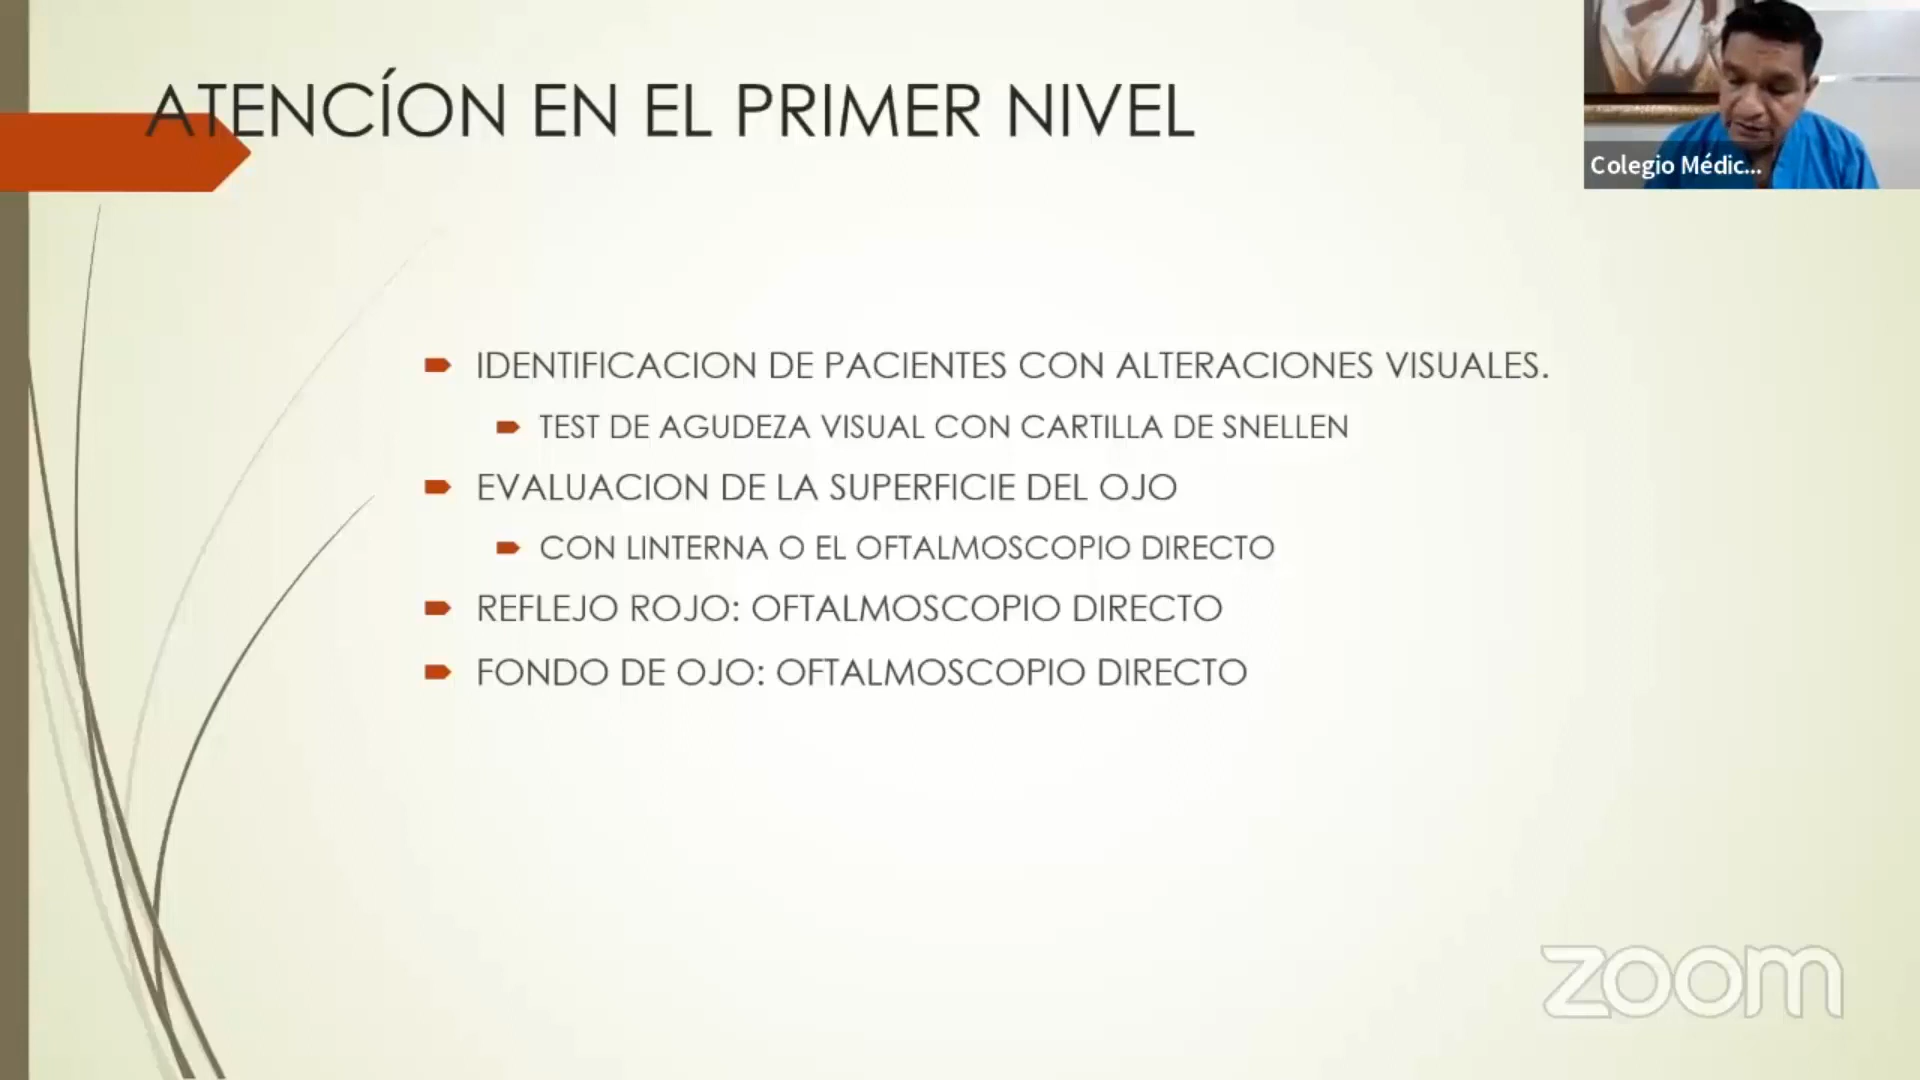 ATENCÍON EN EL PRIMER NIVEL
Colegio Médic...
IDENTIFICACION DE PACIENTES CON ALTERACIONES VISUALES.
TEST DE AGUDEZA VISUAL CON CARTILLA DE SNELLEN
EVALUACION DE LA SUPERFICIE DEL OJO
CON LINTERNA O EL OFTALMOSCOPIO DIRECTO
REFLEJO ROJO: OFTALMOSCOPIO DIRECTO
FONDO DE OJO: OFTALMOSCOPIO DIRECTO
zoom